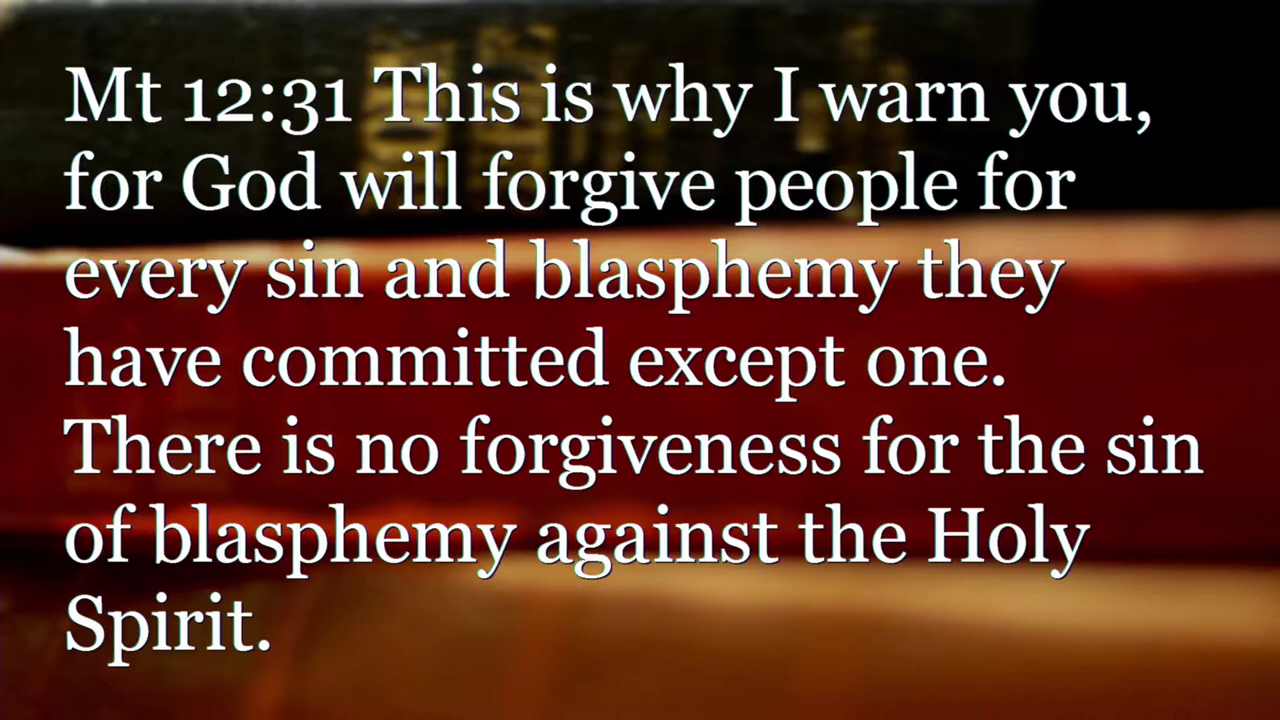 Mt 12:31 This is why I warn you,
for God will forgive people for
every sin and blasphemy they
have committed except one.
There is no forgiveness for the sin
of blasphemy against the Holy
Spirit.